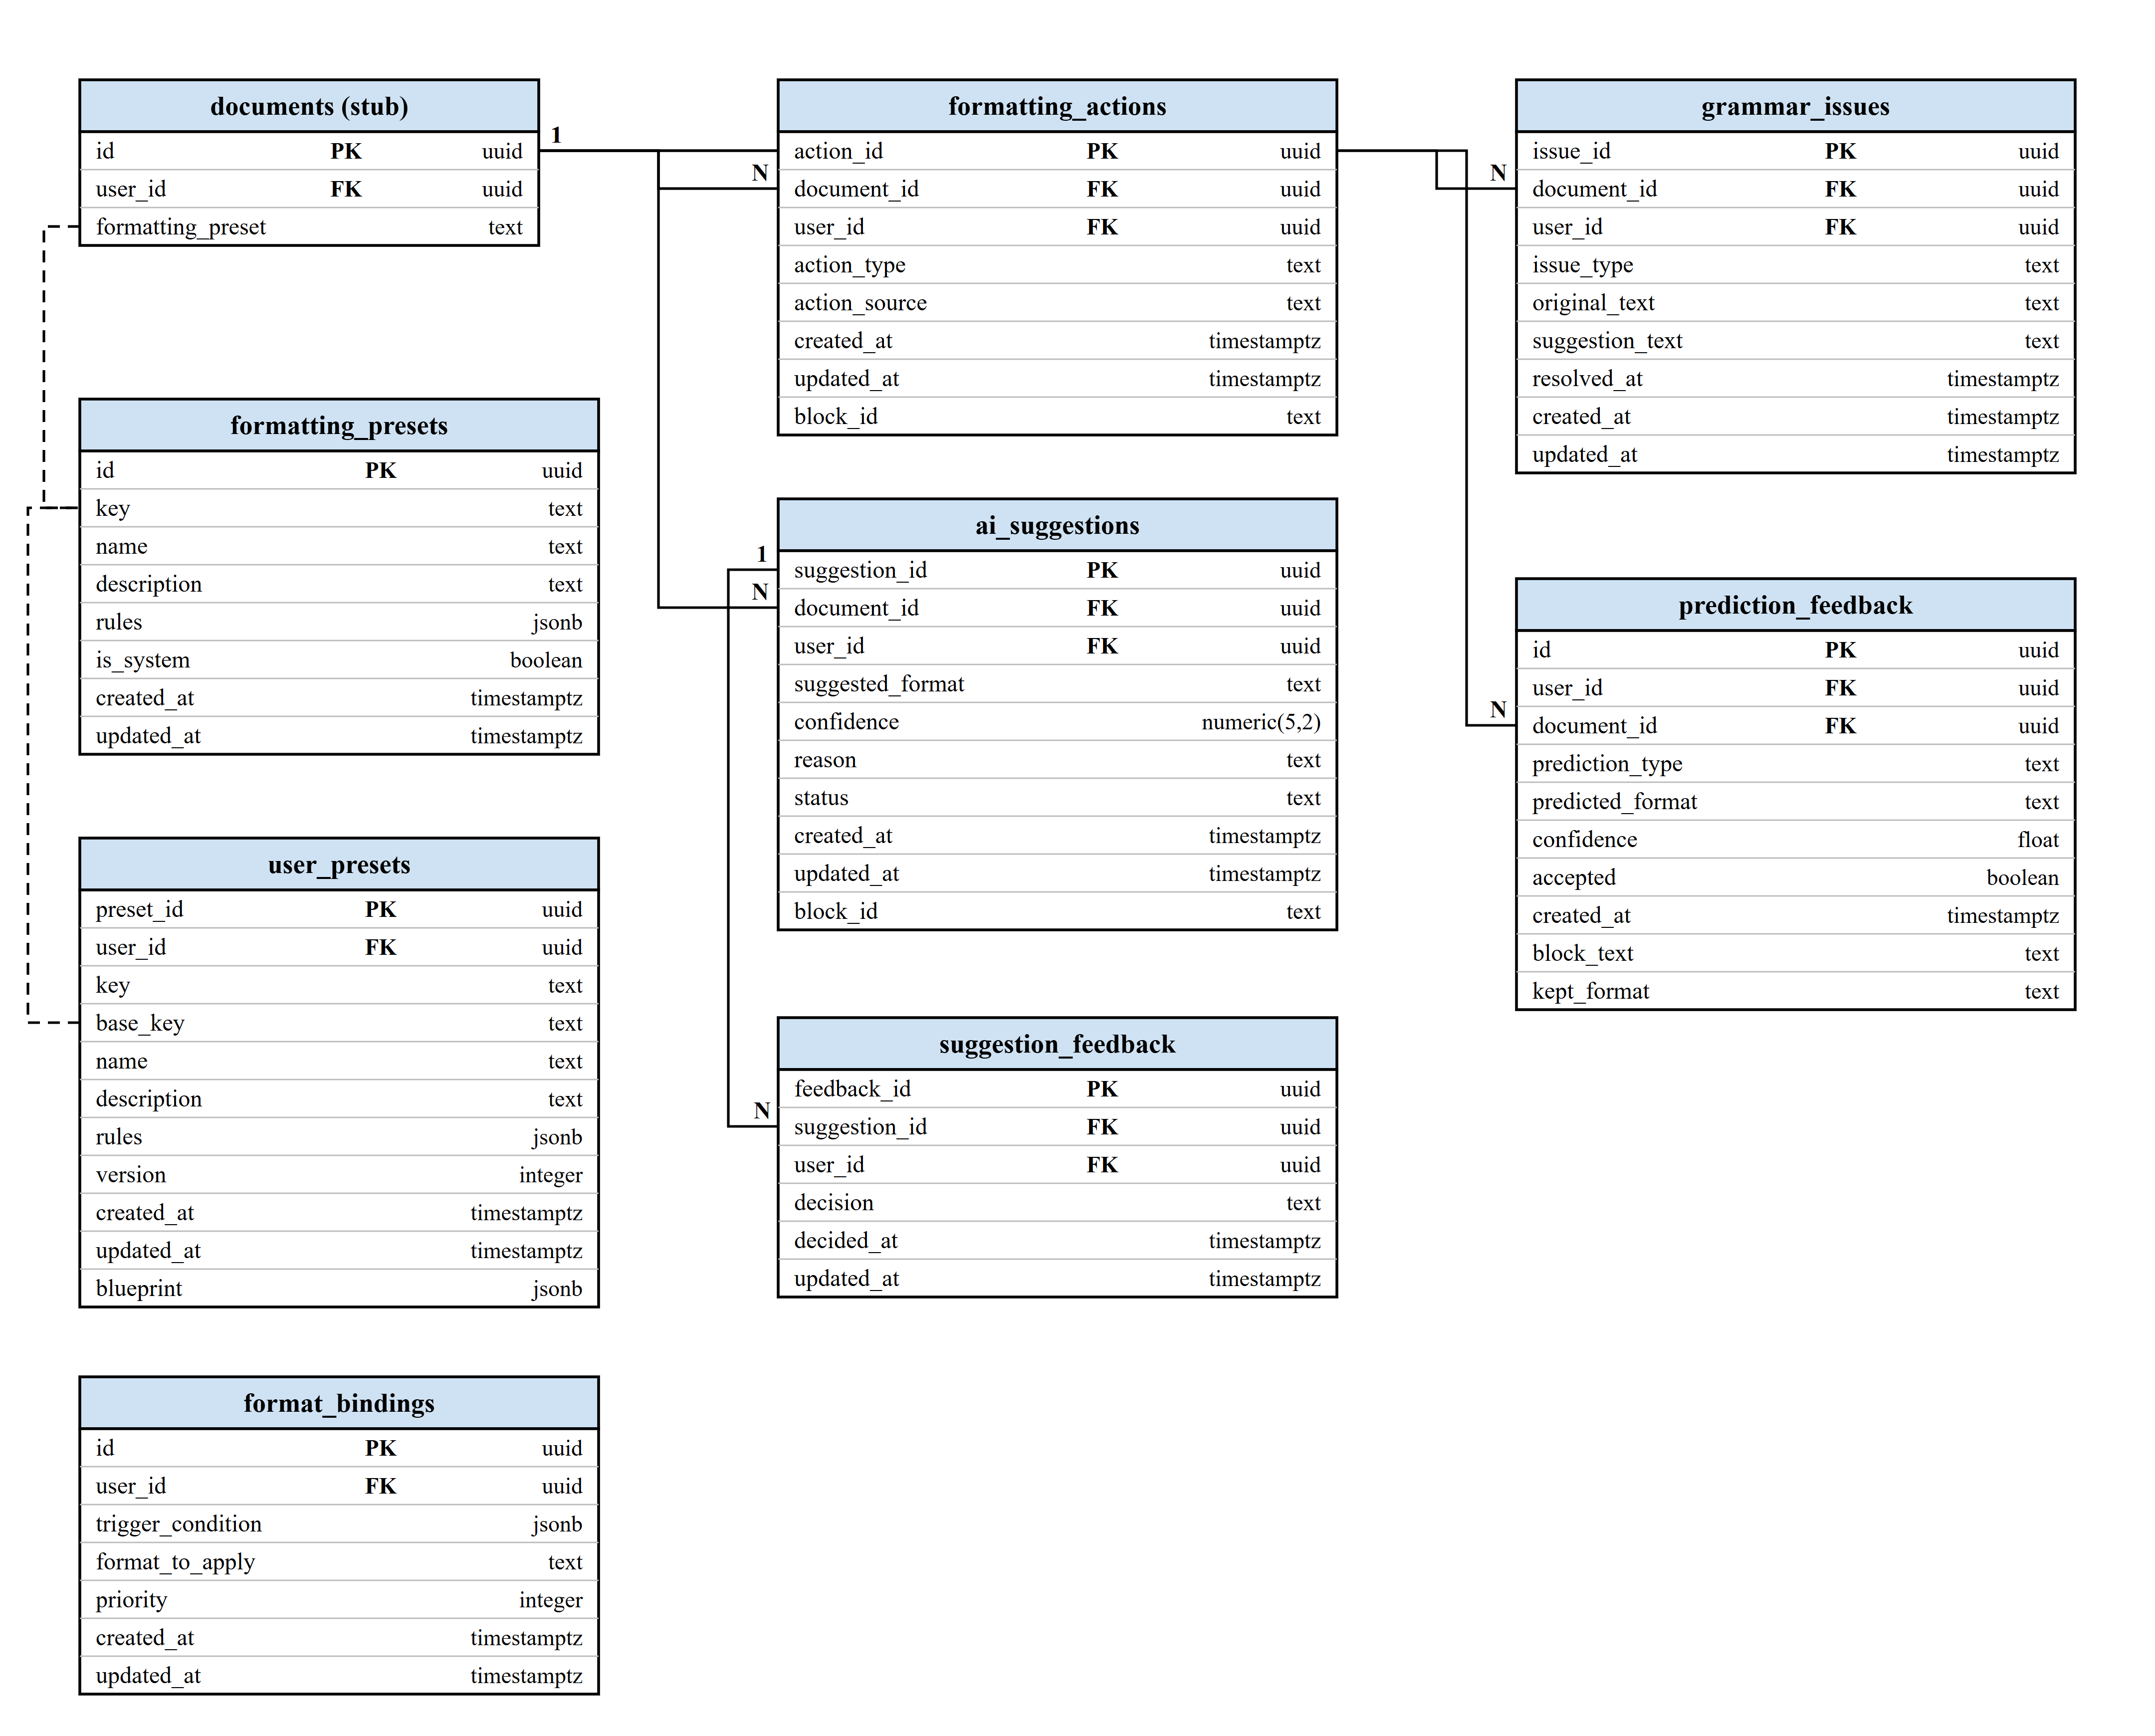 documents (stub)
id PK uuid
user_id FK uuid
formatting_preset text
1
formatting_actions
action_id PK uuid
N
document_id FK uuid
user_id FK uuid
action_type text
action_source text
created_at timestamptz
updated_at timestamptz
block_id text
grammar_issues
issue_id PK uuid
N
document_id FK uuid
user_id FK uuid
issue_type text
original_text text
suggestion_text text
resolved_at timestamptz
created_at timestamptz
updated_at timestamptz
formatting_presets
id PK uuid
key text
name text
description text
rules jsonb
is_system boolean
created_at timestamptz
updated_at timestamptz
ai_suggestions
1
suggestion_id PK uuid
N
document_id FK uuid
user_id FK uuid
suggested_format text
confidence numeric(5,2)
reason text
status text
created_at timestamptz
updated_at timestamptz
block_id text
prediction_feedback
id PK uuid
user_id FK uuid
N
document_id FK uuid
prediction_type text
predicted_format text
confidence float
accepted boolean
created_at timestamptz
block_text text
kept_format text
user_presets
preset_id PK uuid
user_id FK uuid
key text
base_key text
name text
description text
rules jsonb
version integer
created_at timestamptz
updated_at timestamptz
blueprint jsonb
suggestion_feedback
feedback_id PK uuid
N
suggestion_id FK uuid
user_id FK uuid
decision text
decided_at timestamptz
updated_at timestamptz
format_bindings
id PK uuid
user_id FK uuid
trigger_condition jsonb
format_to_apply text
priority integer
created_at timestamptz
updated_at timestamptz